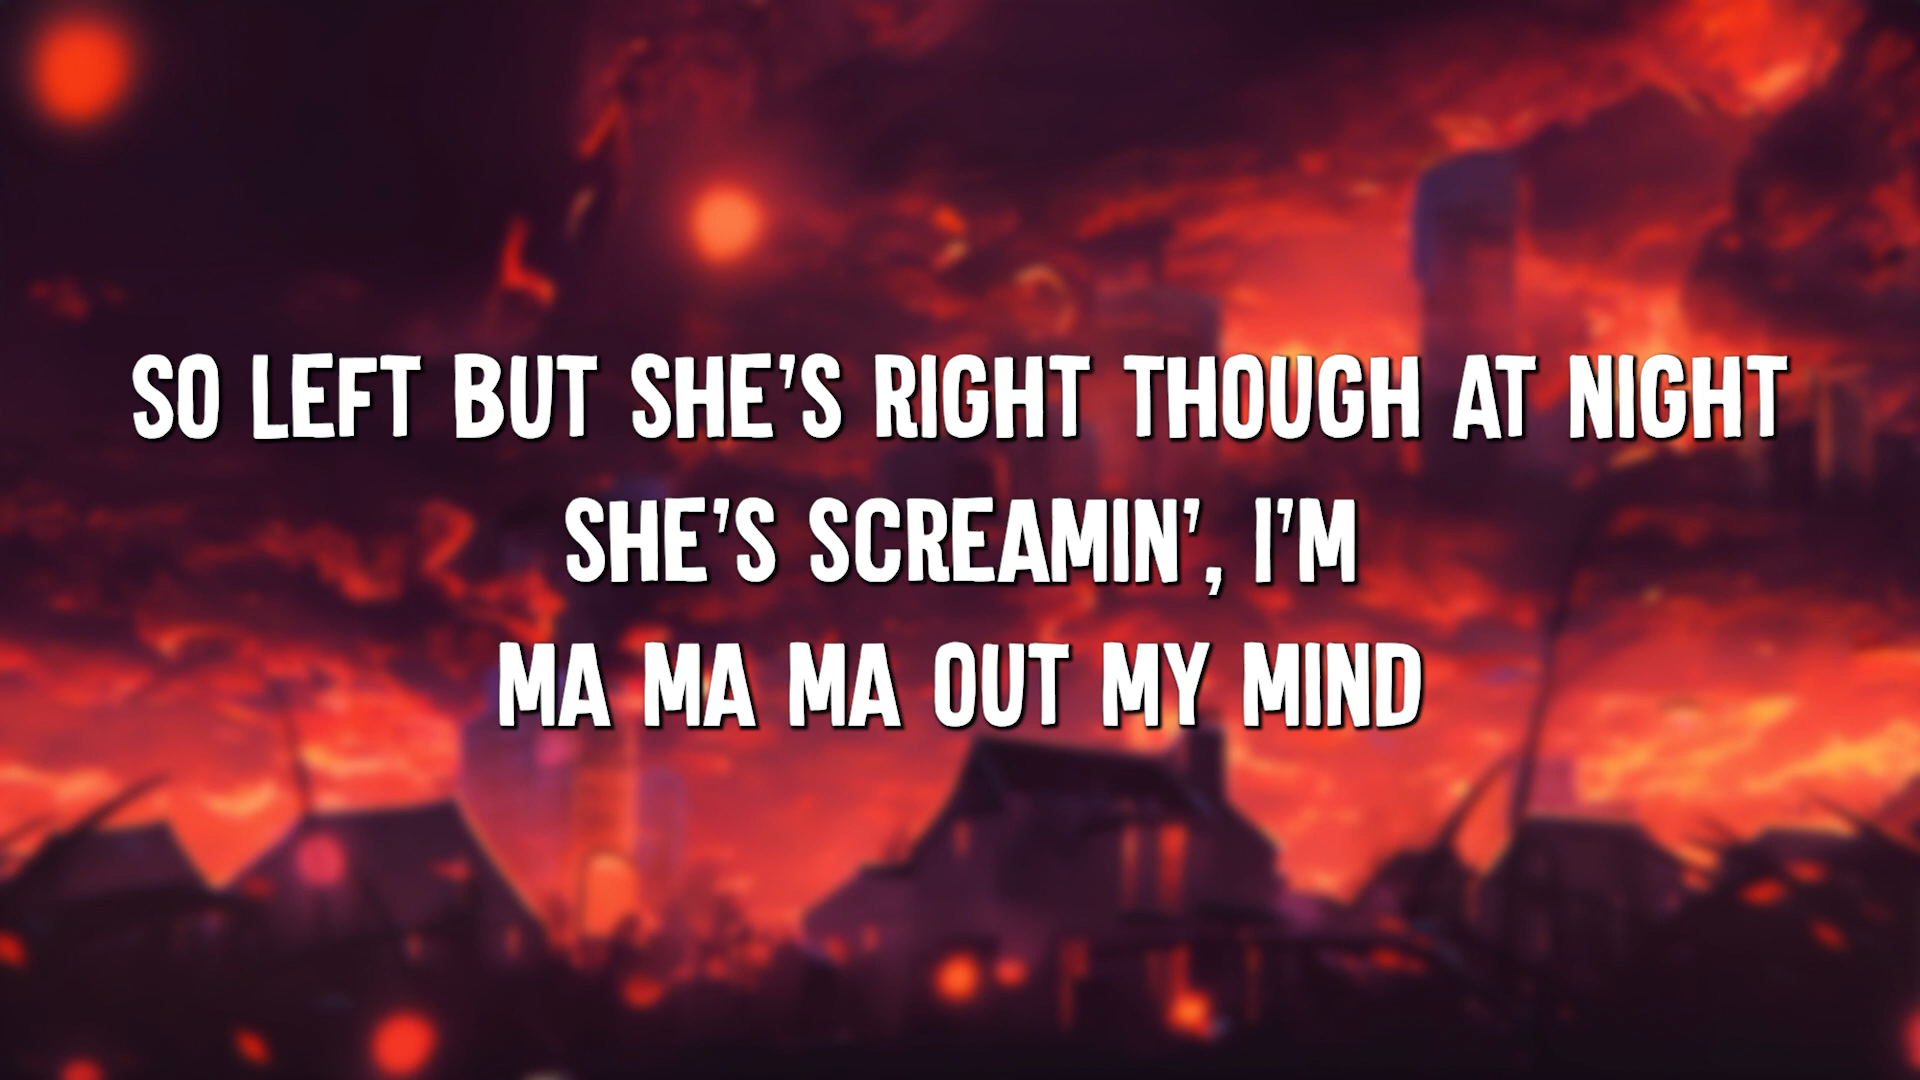 SO LEFT BUT SHE'S RIGHT THOUGH AT NIGHT
SHE'S SCREAMIN', I'M
MA MA MA OUT MY MIND